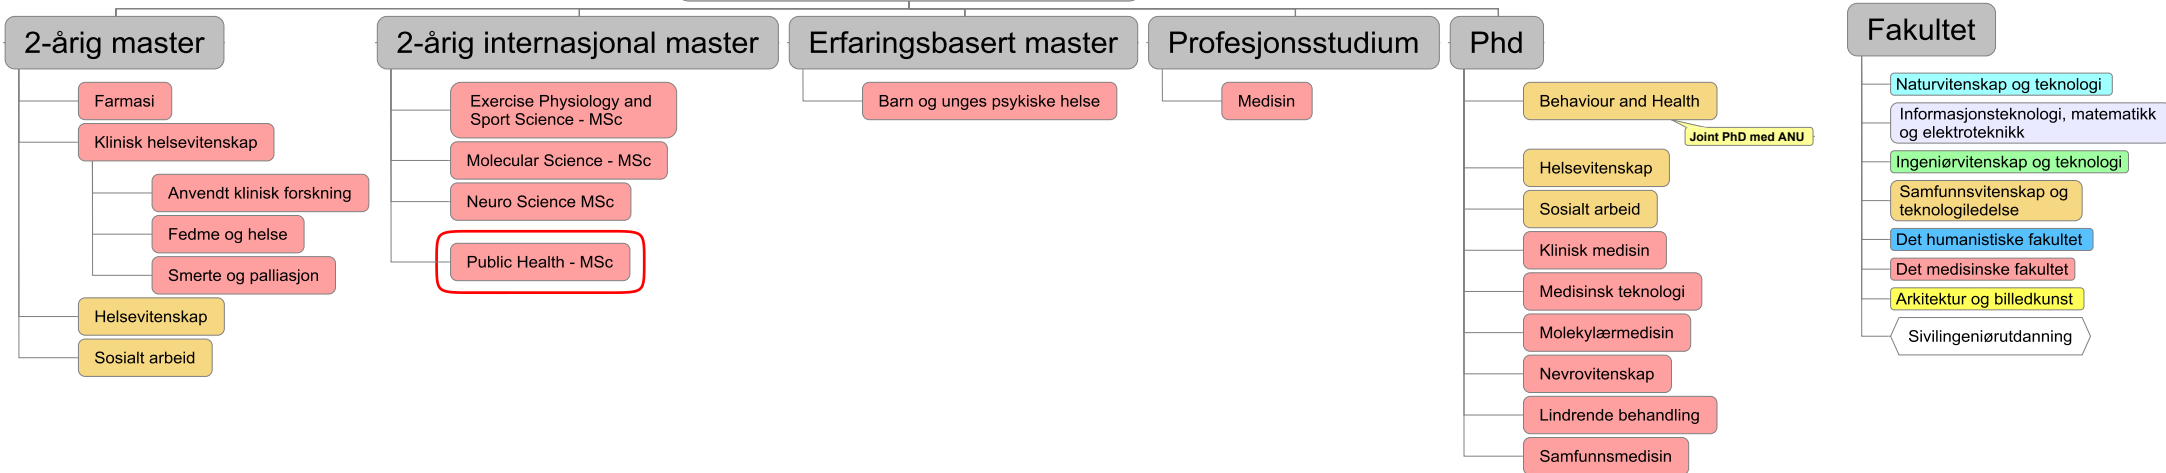 2-årig master
Farmasi
Klinisk helsevitenskap
Anvendt klinisk forskning
Fedme og helse
Smerte og palliasjon
Helsevitenskap
Sosialt arbeid
2-årig internasjonal master
Exercise Physiology and
Sport Science - MSc
Molecular Science - MSc
Neuro Science MSc
Public Health - MSc
Erfaringsbasert master
Barn og unges psykiske helse
Profesjonsstudium
Medisin
Phd
Behaviour and Health
Joint PhD med ANU
Helsevitenskap
Sosialt arbeid
Klinisk medisin
Medisinsk teknologi
Molekylærmedisin
Nevrovitenskap
Lindrende behandling
Samfunnsmedisin
Fakultet
Naturvitenskap og teknologi
Informasjonsteknologi, matematikk
og elektroteknikk
Ingeniørvitenskap og teknologi
Samfunnsvitenskap og
teknologiledelse
Det humanistiske fakultet
Det medisinske fakultet
Arkitektur og billedkunst
Sivilingeniørutdanning